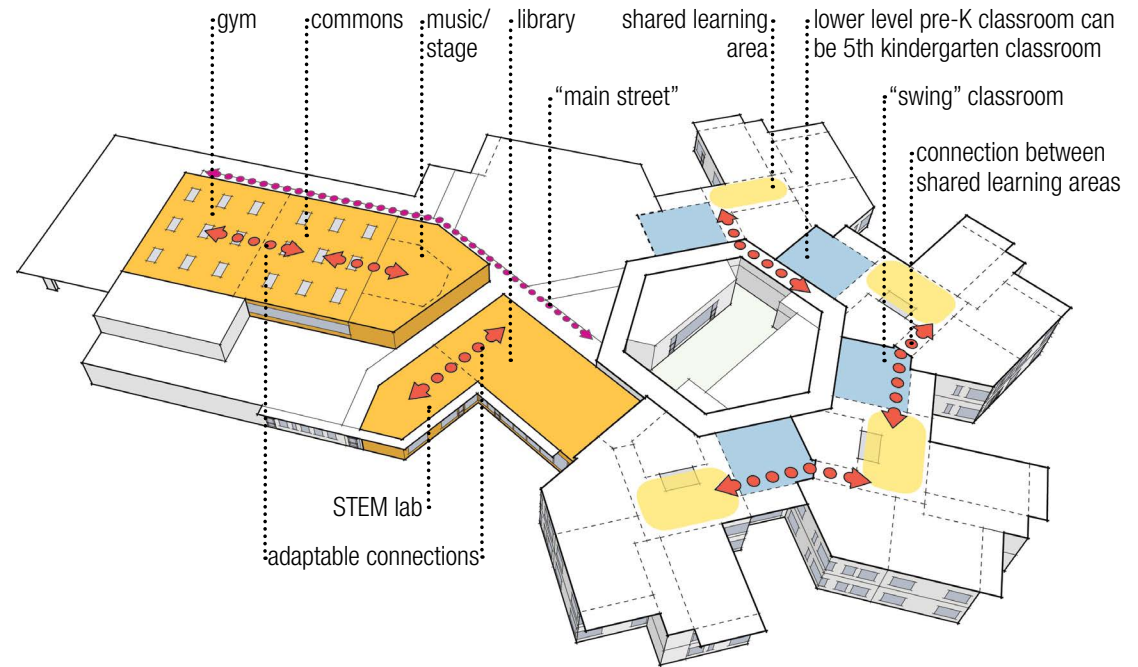 gym
commons
music/
stage
library
shared learning
area
lower level pre-K classroom can
be 5th kindergarten classroom
“main street”
“swing” classroom
connection between
shared learning areas
STEM lab
adaptable connections